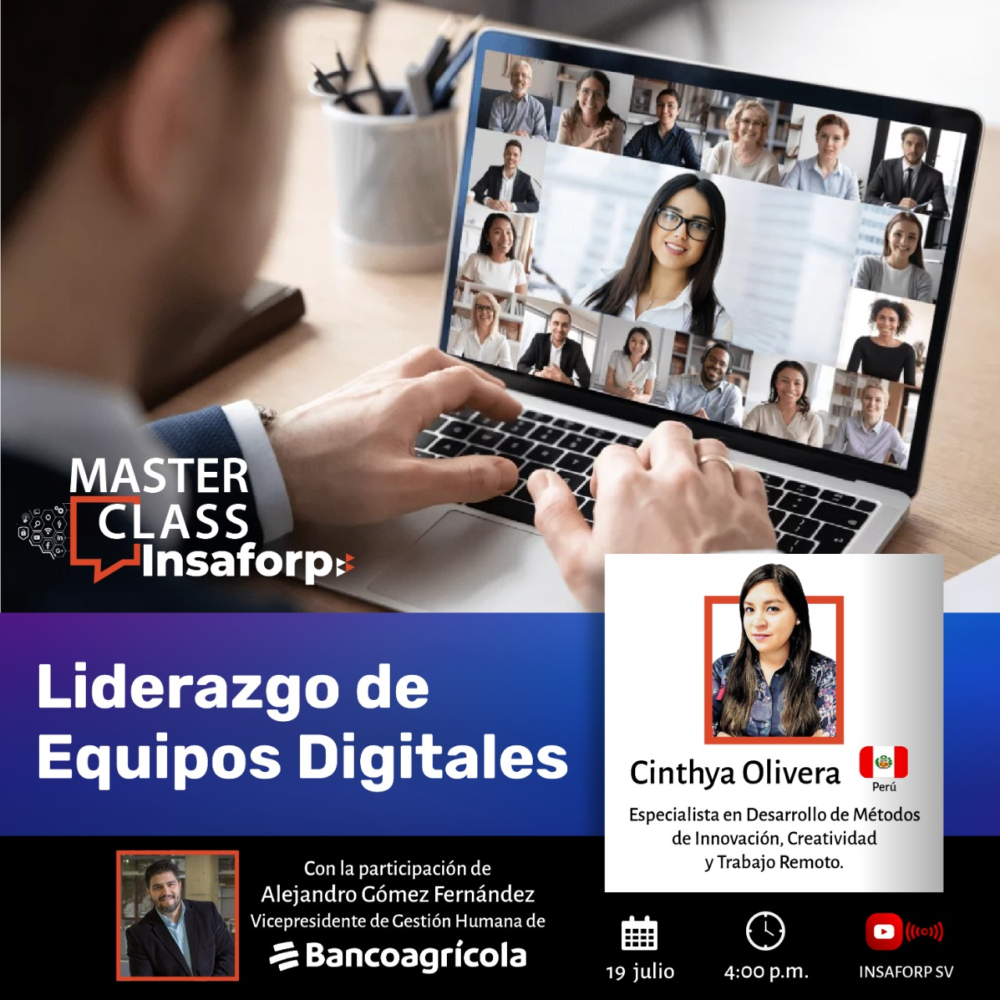 MASTER
CLASS
Insaforp
Liderazgo de
Equipos Digitales
Cinthya Olivera
Perú
Especialista en Desarrollo de Métodos
de Innovación, Creatividad
y Trabajo Remoto.
Con la participación de
Alejandro Gómez Fernández
Vicepresidente de Gestión Humana de
Bancoagrícola
19 julio
4:00 p.m.
INSAFORP SV